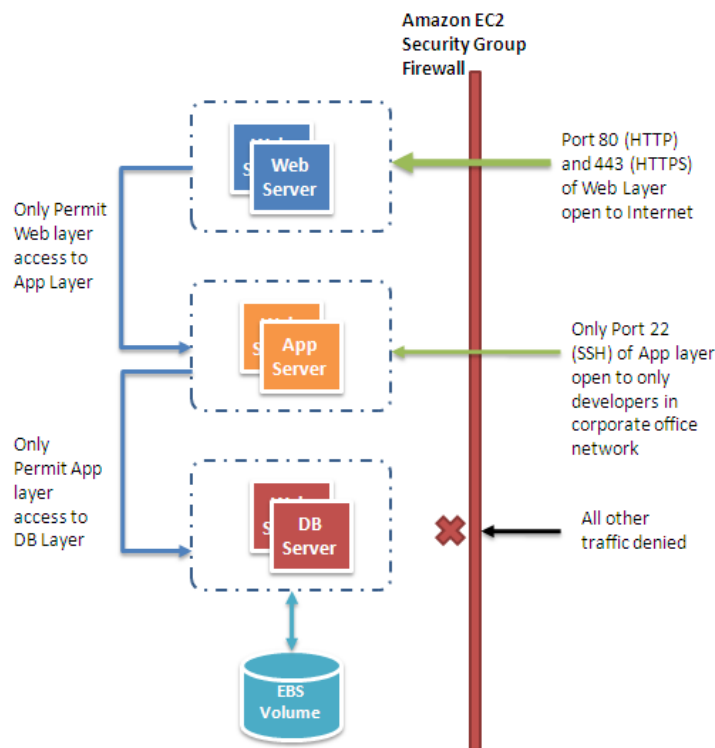 Amazon EC2
Security Group
Firewall
Web
Server
Port 80 (HTTP)
and 443 (HTTPS)
of Web Layer
open to Internet
Only Permit
Web layer
access to
App Layer
App
Server
Only Port 22
(SSH) of App layer
open to only
developers in
corporate office
network
Only
Permit App
layer
access to
DB Layer
DB
Server
All other
traffic denied
EBS
Volume